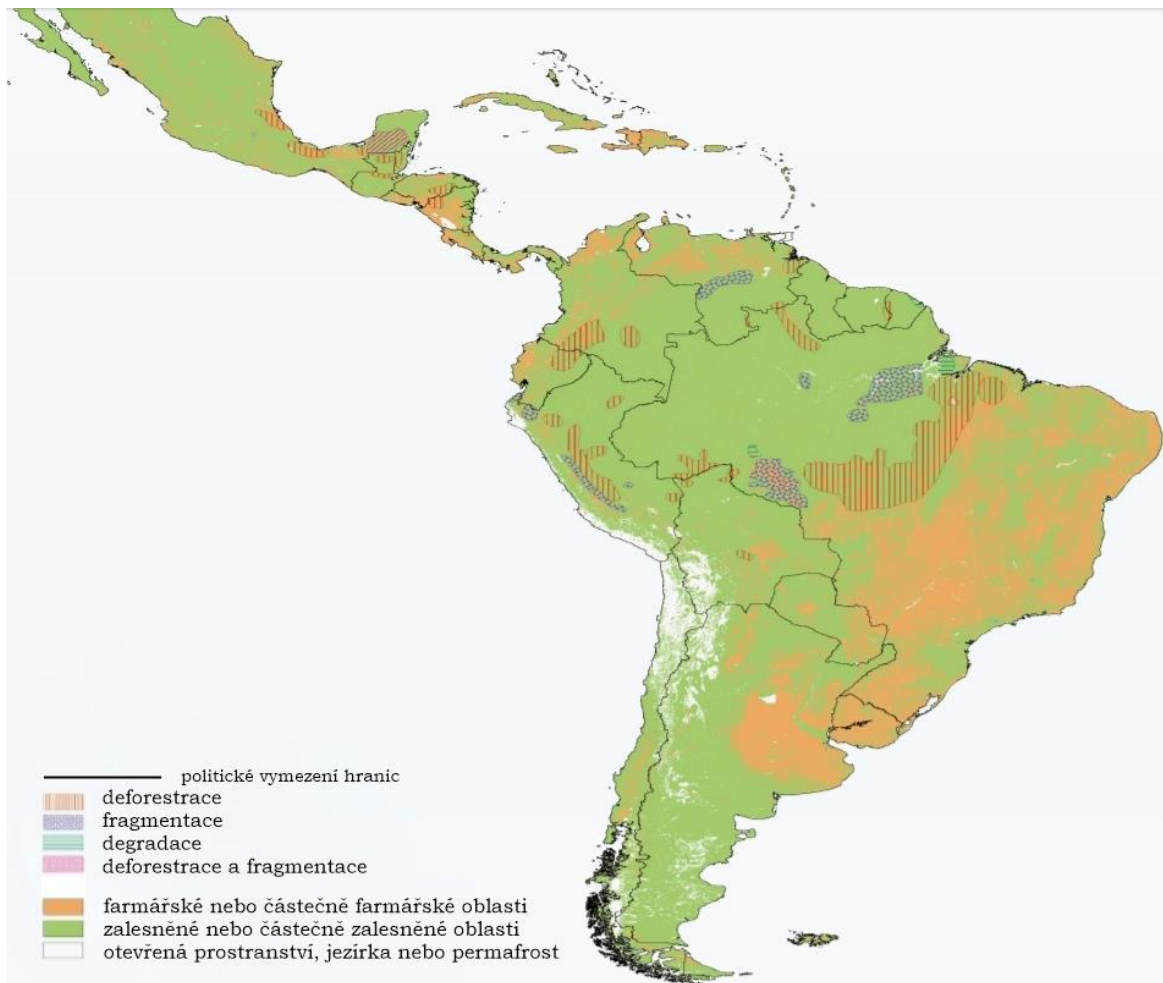 politické vymezení hranic
deforestrace
fragmentace
degradace
deforestrace a fragmentace
farmářské nebo částečně farmářské oblasti
zalesněné nebo částečně zalesněné oblasti
otevřená prostranství, jezírka nebo permafrost